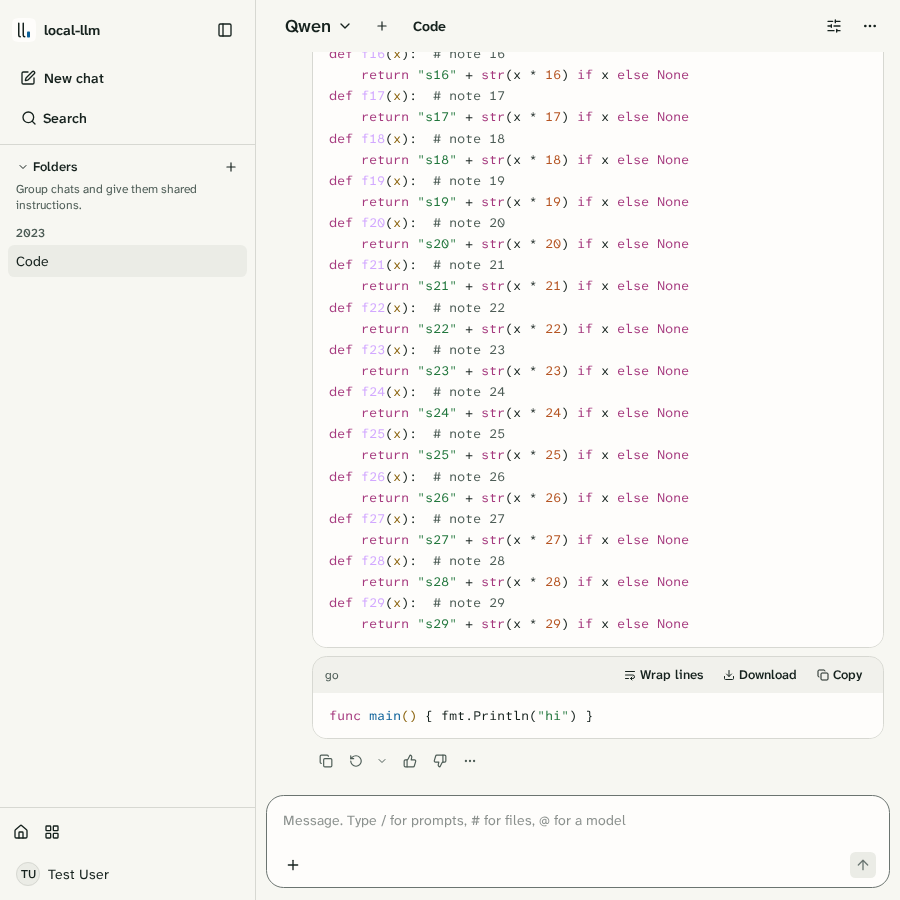 local-llm
New chat
Search
Folders
Group chats and give them shared
instructions.
2023
Code
TU Test User
Qwen
Code
def f16(x):  # note 16
    return "s16" + str(x * 16) if x else None
def f17(x):  # note 17
    return "s17" + str(x * 17) if x else None
def f18(x):  # note 18
    return "s18" + str(x * 18) if x else None
def f19(x):  # note 19
    return "s19" + str(x * 19) if x else None
def f20(x):  # note 20
    return "s20" + str(x * 20) if x else None
def f21(x):  # note 21
    return "s21" + str(x * 21) if x else None
def f22(x):  # note 22
    return "s22" + str(x * 22) if x else None
def f23(x):  # note 23
    return "s23" + str(x * 23) if x else None
def f24(x):  # note 24
    return "s24" + str(x * 24) if x else None
def f25(x):  # note 25
    return "s25" + str(x * 25) if x else None
def f26(x):  # note 26
    return "s26" + str(x * 26) if x else None
def f27(x):  # note 27
    return "s27" + str(x * 27) if x else None
def f28(x):  # note 28
    return "s28" + str(x * 28) if x else None
def f29(x):  # note 29
    return "s29" + str(x * 29) if x else None
go Wrap lines Download Copy
func main() { fmt.Println("hi") }
Message. Type / for prompts, # for files, @ for a model